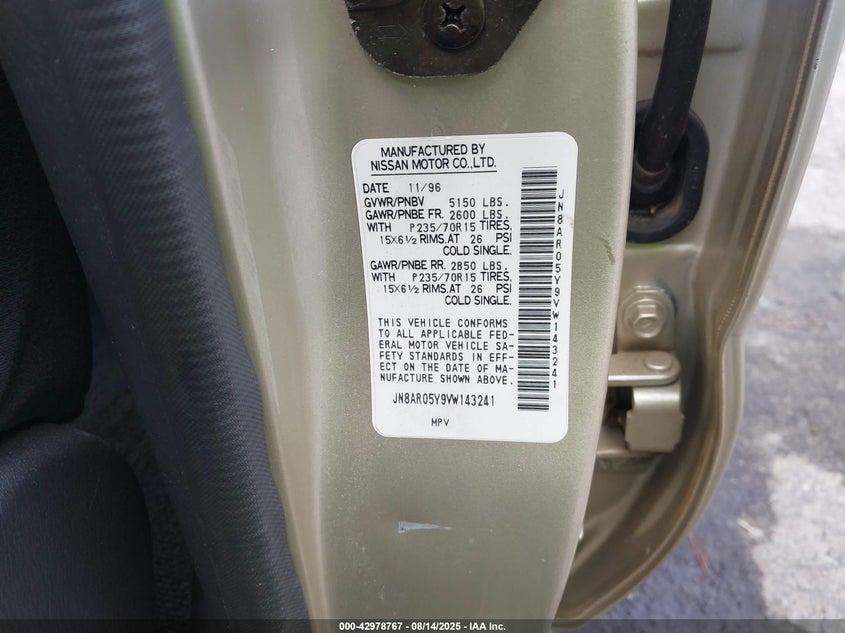 MANUFACTURED BY
NISSAN MOTOR CO.,LTD.
DATE 11/96
GVWR/PNBV 5150 LBS.
GAWR/PNBE FR. 2600 LBS.
WITH P235/70R15 TIRES,
15X6½ RIMS.AT 26 PSI
COLD SINGLE.
GAWR/PNBE RR. 2850 LBS.
WITH P235/70R15 TIRES,
15X6½ RIMS.AT 26 PSI
COLD SINGLE.
THIS VEHICLE CONFORMS
TO ALL APPLICABLE FED-
ERAL MOTOR VEHICLE SA-
FETY STANDARDS IN EFF-
ECT ON THE DATE OF MA-
NUFACTURE SHOWN ABOVE.
JN8AR05Y9VW143241
MPV
JN8AR05Y9VW143241
000-42978767 - 08/14/2025 - IAA Inc.